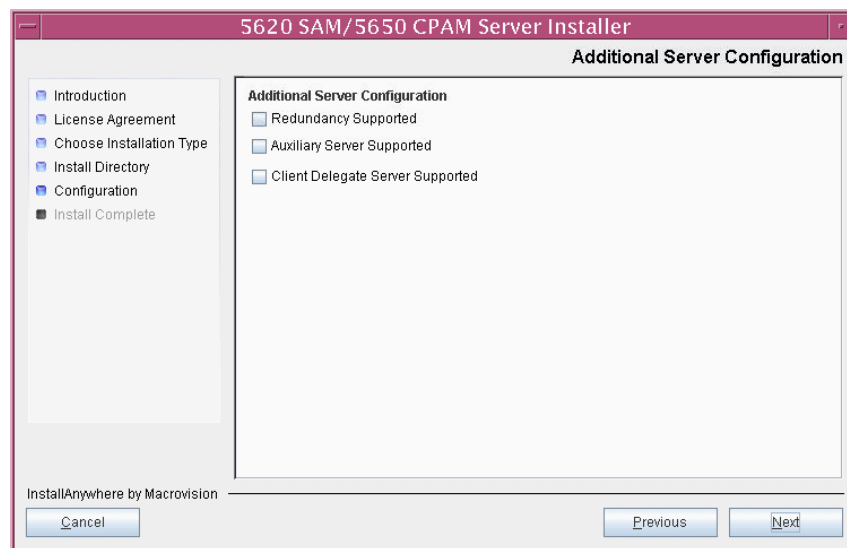 5620 SAM/5650 CPAM Server Installer
Additional Server Configuration
Introduction
License Agreement
Choose Installation Type
Install Directory
Configuration
Install Complete
Additional Server Configuration
Redundancy Supported
Auxiliary Server Supported
Client Delegate Server Supported
InstallAnywhere by Macrovision
Cancel
Previous
Next